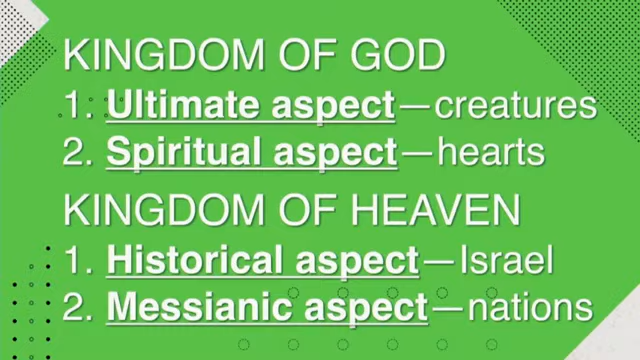 KINGDOM OF GOD
1. Ultimate aspect—creatures
2. Spiritual aspect—hearts
KINGDOM OF HEAVEN
1. Historical aspect—Israel
2. Messianic aspect—nations